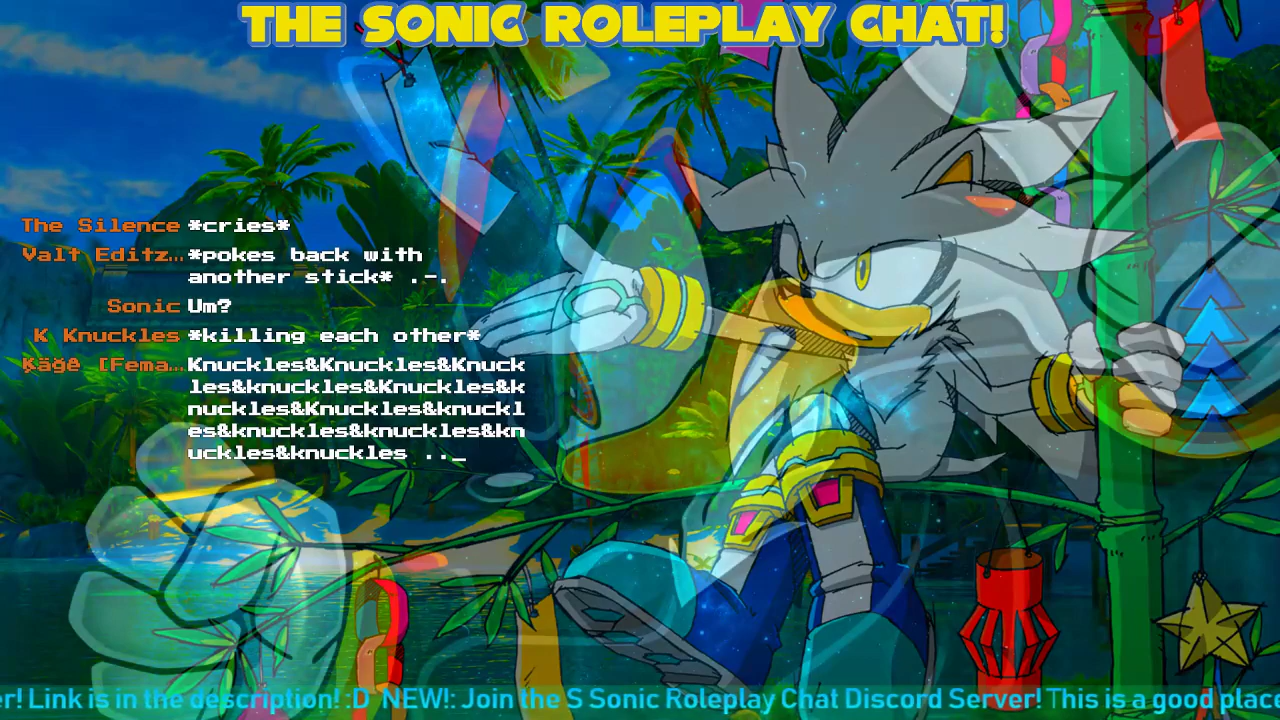 THE SONIC ROLEPLAY CHAT!
The Silence *cries*
Valt Editz... *pokes back with
another stick* .-.
Sonic Um?
K Knuckles *killing each other*
Ḳäğê [Fema... Knuckles&Knuckles&Knuck
les&knuckles&Knuckles&k
nuckles&Knuckles&knuckl
es&knuckles&knuckles&kn
uckles&knuckles .._
er! Link is in the description! :D NEW!: Join the S Sonic Roleplay Chat Discord Server! This is a good place